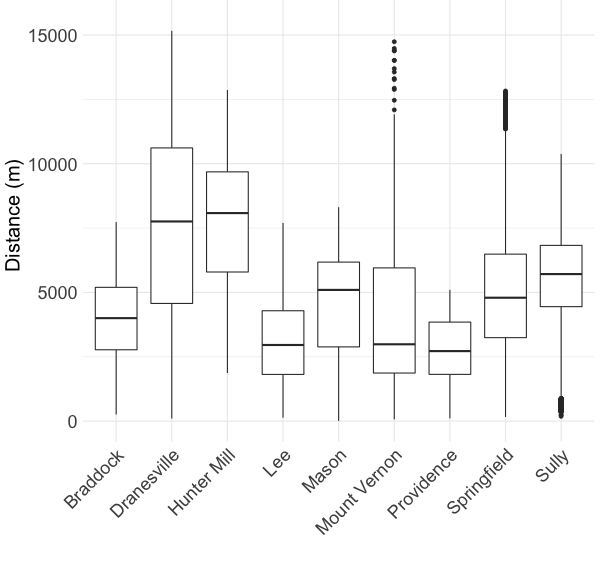 Distance (m)
15000
10000
5000
0
Braddock
Dranesville
Hunter Mill
Lee
Mason
Mount Vernon
Providence
Springfield
Sully